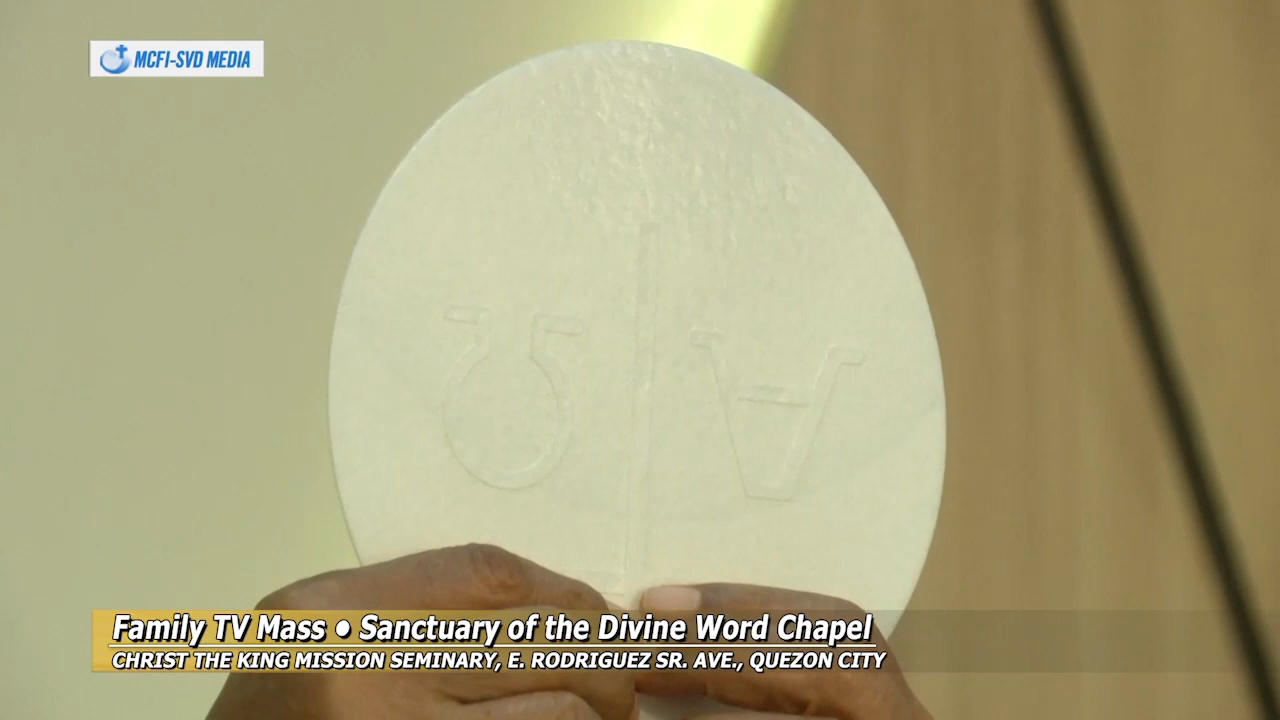 MCFI-SVD MEDIA
Ω A
Family TV Mass • Sanctuary of the Divine Word Chapel
CHRIST THE KING MISSION SEMINARY, E. RODRIGUEZ SR. AVE., QUEZON CITY